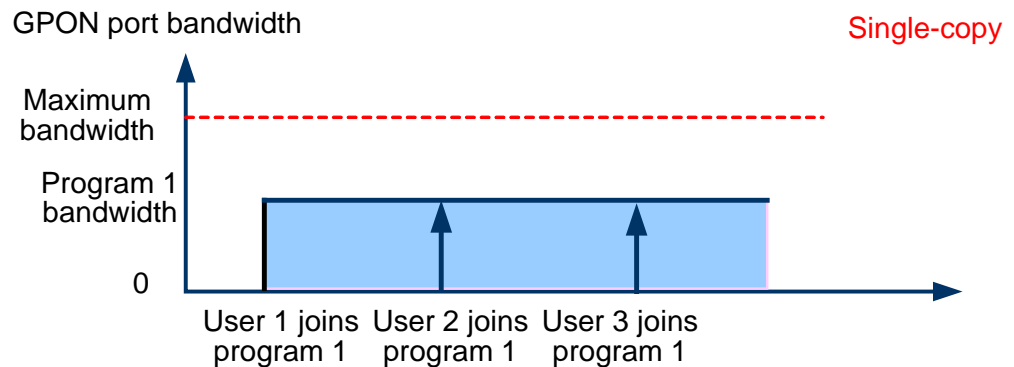 GPON port bandwidth
Single-copy
Maximum
bandwidth
Program 1
bandwidth
0
User 1 joins
program 1
User 2 joins
program 1
User 3 joins
program 1